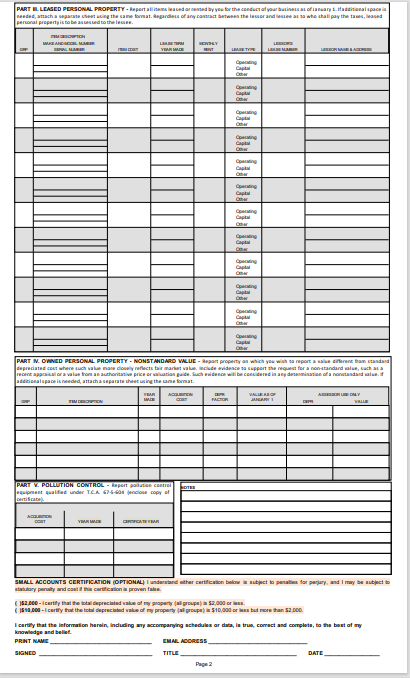 PART III. LEASED PERSONAL PROPERTY - Report all items leased or rented by you for the conduct of your business as of January 1. If additional space is
needed, attach a separate sheet using the same format. Regardless of any contract between the lessor and lessee as to who shall pay the taxes, leased
personal property is to be assessed to the lessee.
GRP
ITEM DESCRIPTION
MAKE AND MODEL NUMBER
SERIAL NUMBER
ITEM COST
LEASE TERM
YEAR MADE
MONTHLY
RENT
LEASE TYPE
LESSOR'S
LEASE NUMBER
LESSOR NAME & ADDRESS
Operating
Capital
Other
Operating
Capital
Other
Operating
Capital
Other
Operating
Capital
Other
Operating
Capital
Other
Operating
Capital
Other
Operating
Capital
Other
Operating
Capital
Other
Operating
Capital
Other
Operating
Capital
Other
Operating
Capital
Other
Operating
Capital
Other
PART IV. OWNED PERSONAL PROPERTY - NONSTANDARD VALUE - Report property on which you wish to report a value different from standard
depreciated cost where such value more closely reflects fair market value. Include evidence to support the request for a non-standard value, such as a
recent appraisal or a value from an authoritative price or valuation guide. Such evidence will be considered in any determination of a nonstandard value. If
additional space is needed, attach a separate sheet using the same format.
GRP
ITEM DESCRIPTION
YEAR
MADE
ACQUISITION
COST
DEPR
FACTOR
VALUE AS OF
JANUARY 1
ASSESSOR USE ONLY
DEPR VALUE
PART V. POLLUTION CONTROL - Report pollution control
equipment qualified under T.C.A. 67-5-604 (enclose copy of
certificate).
ACQUISITION
COST
YEAR MADE
CERTIFICATE YEAR
NOTES
SMALL ACCOUNTS CERTIFICATION (OPTIONAL) I understand either certification below is subject to penalties for perjury, and I may be subject to
statutory penalty and cost if this certification is proven false.
( )$2,000 - I certify that the total depreciated value of my property (all groups) is $2,000 or less.
( )$10,000 - I certify that the total depreciated value of my property (all groups) is $10,000 or less but more than $2,000.
I certify that the information herein, including any accompanying schedules or data, is true, correct and complete, to the best of my
knowledge and belief.
PRINT NAME EMAIL ADDRESS
SIGNED TITLE DATE
Page 2